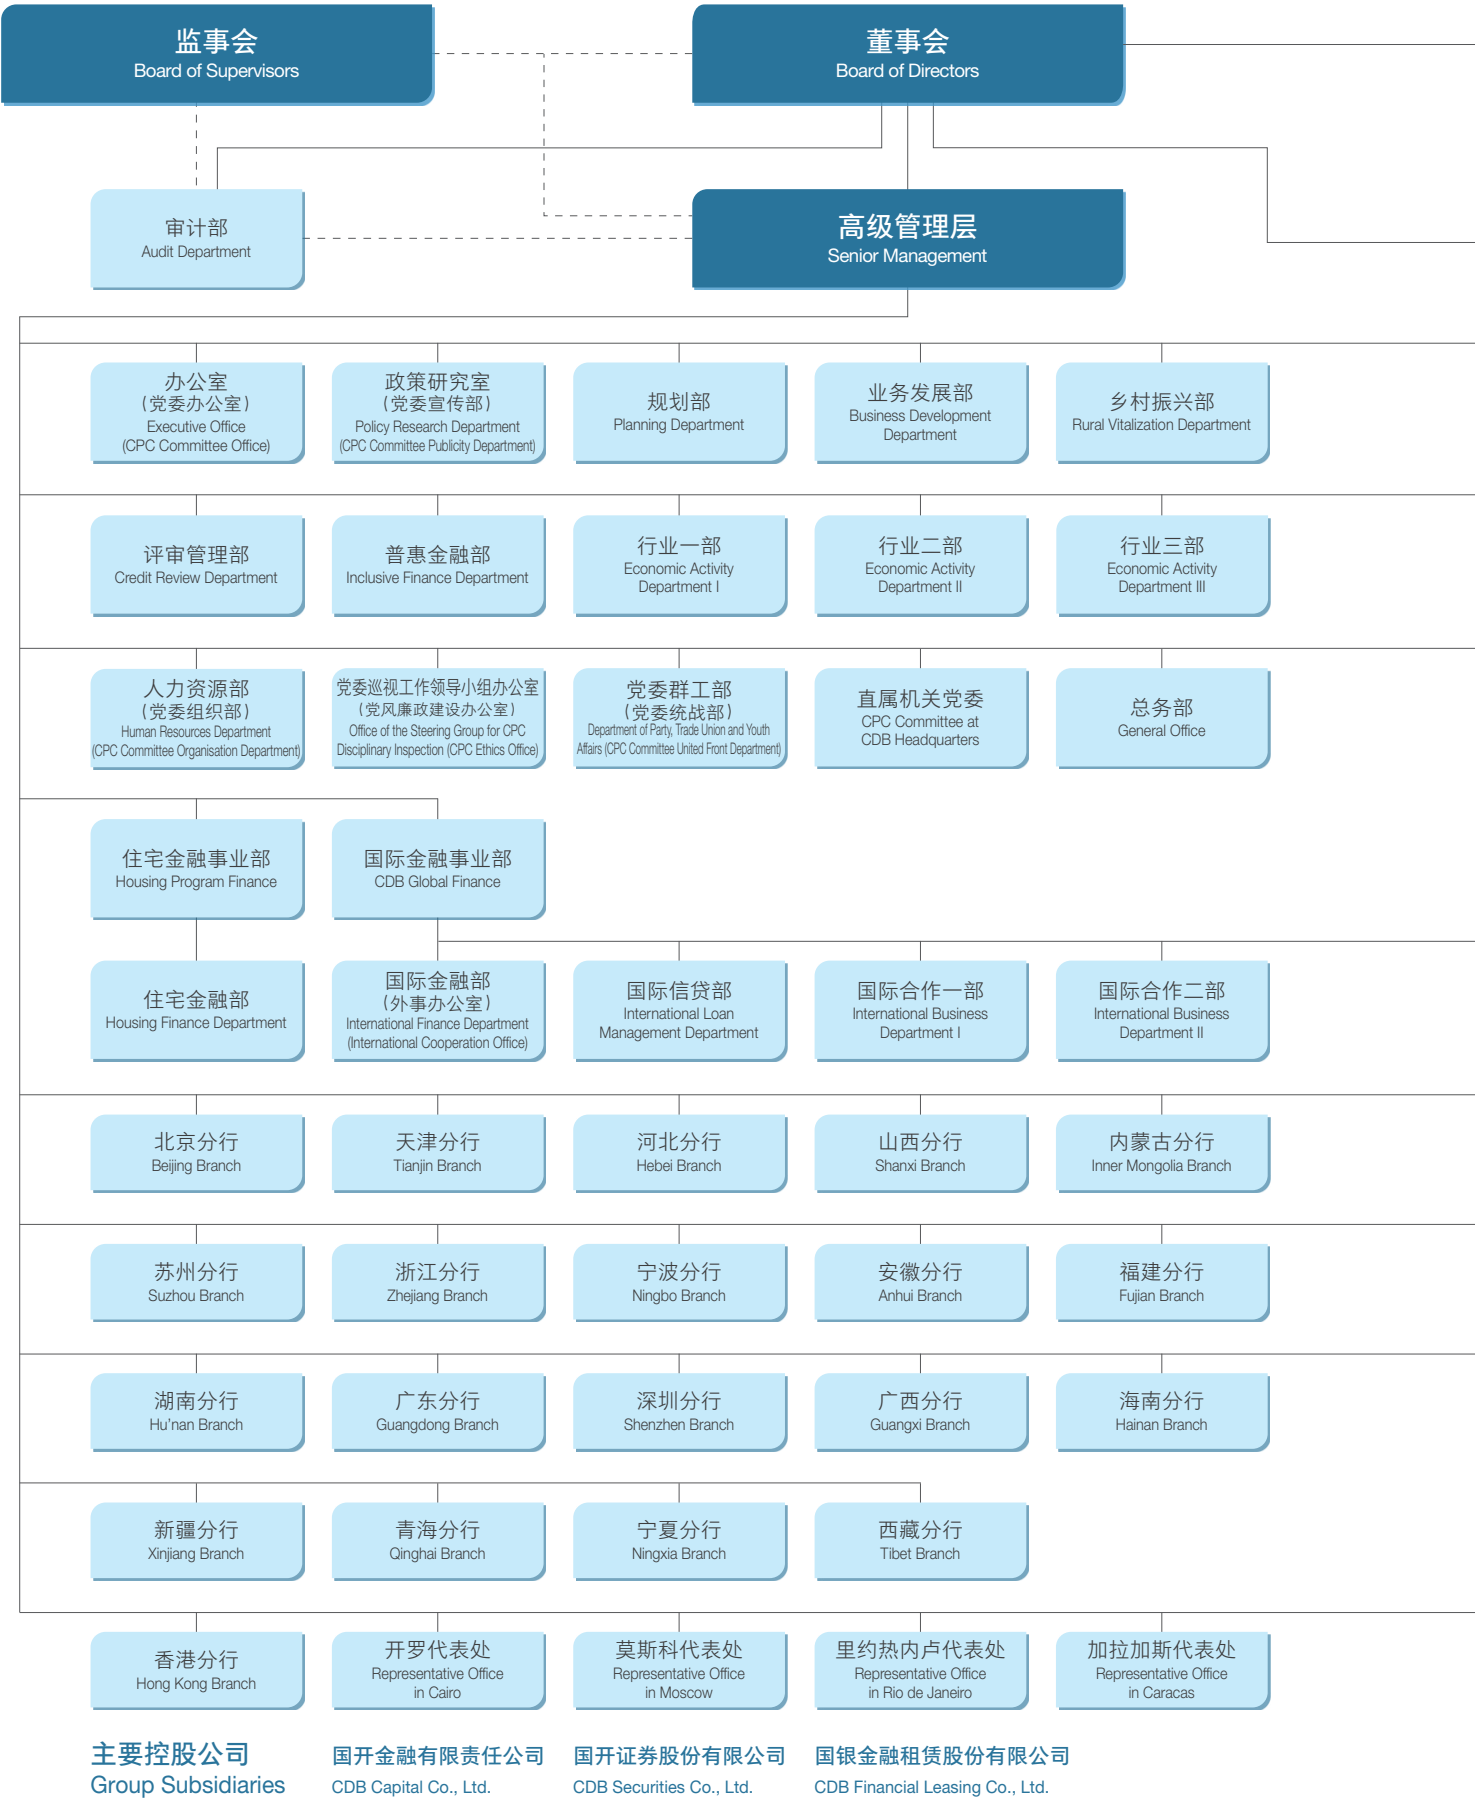 监事会
Board of Supervisors
董事会
Board of Directors
审计部
Audit Department
高级管理层
Senior Management
办公室
(党委办公室)
Executive Office
(CPC Committee Office)
政策研究室
(党委宣传部)
Policy Research Department
(CPC Committee Publicity Department)
规划部
Planning Department
业务发展部
Business Development
Department
乡村振兴部
Rural Vitalization Department
评审管理部
Credit Review Department
普惠金融部
Inclusive Finance Department
行业一部
Economic Activity
Department I
行业二部
Economic Activity
Department II
行业三部
Economic Activity
Department III
人力资源部
(党委组织部)
Human Resources Department
(CPC Committee Organisation Department)
党委巡视工作领导小组办公室
(党风廉政建设办公室)
Office of the Steering Group for CPC
Disciplinary Inspection (CPC Ethics Office)
党委群工部
(党委统战部)
Department of Party, Trade Union and Youth
Affairs (CPC Committee United Front Department)
直属机关党委
CPC Committee at
CDB Headquarters
总务部
General Office
住宅金融事业部
Housing Program Finance
国际金融事业部
CDB Global Finance
住宅金融部
Housing Finance Department
国际金融部
(外事办公室)
International Finance Department
(International Cooperation Office)
国际信贷部
International Loan
Management Department
国际合作一部
International Business
Department I
国际合作二部
International Business
Department II
北京分行
Beijing Branch
天津分行
Tianjin Branch
河北分行
Hebei Branch
山西分行
Shanxi Branch
内蒙古分行
Inner Mongolia Branch
苏州分行
Suzhou Branch
浙江分行
Zhejiang Branch
宁波分行
Ningbo Branch
安徽分行
Anhui Branch
福建分行
Fujian Branch
湖南分行
Hu'nan Branch
广东分行
Guangdong Branch
深圳分行
Shenzhen Branch
广西分行
Guangxi Branch
海南分行
Hainan Branch
新疆分行
Xinjiang Branch
青海分行
Qinghai Branch
宁夏分行
Ningxia Branch
西藏分行
Tibet Branch
香港分行
Hong Kong Branch
开罗代表处
Representative Office
in Cairo
莫斯科代表处
Representative Office
in Moscow
里约热内卢代表处
Representative Office
in Rio de Janeiro
加拉加斯代表处
Representative Office
in Caracas
主要控股公司
Group Subsidiaries
国开金融有限责任公司
CDB Capital Co., Ltd.
国开证券股份有限公司
CDB Securities Co., Ltd.
国银金融租赁股份有限公司
CDB Financial Leasing Co., Ltd.